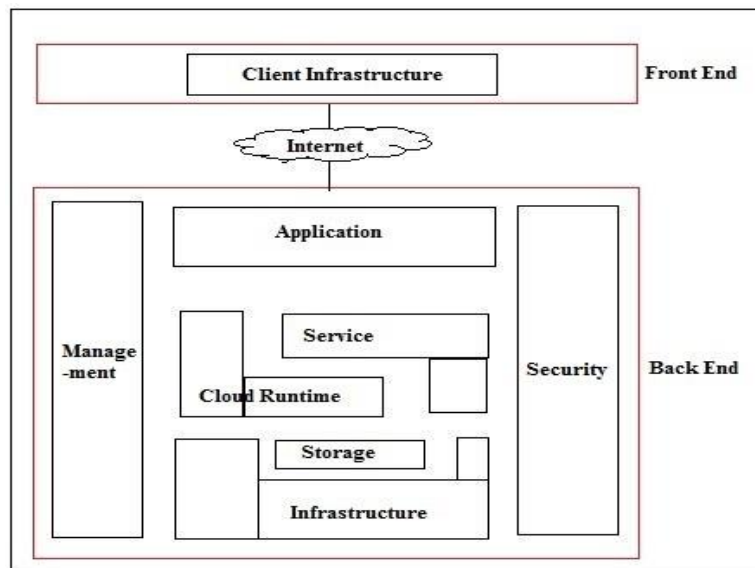 Client Infrastructure
Front End
Internet
Application
Service
Manage
-ment
Security
Back End
Cloud Runtime
Storage
Infrastructure